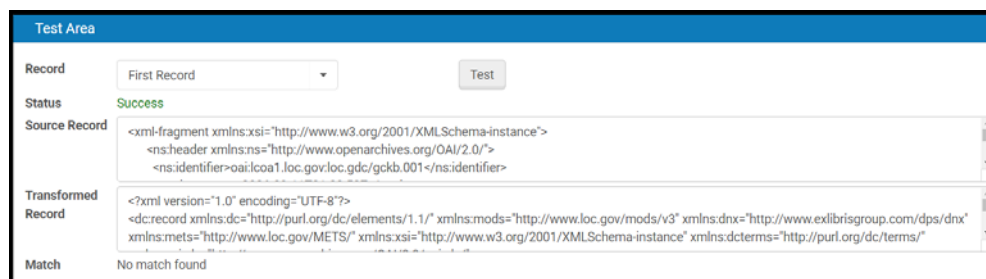 Test Area
Record
First Record
Test
Status
Success
Source Record
<xml-fragment xmlns:xsi="http://www.w3.org/2001/XMLSchema-instance">
<ns:header xmlns:ns="http://www.openarchives.org/OAI/2.0/">
<ns:identifier>oai:lcoa1.loc.gov:loc.gdc/gckb.001</ns:identifier>
Transformed
Record
<?xml version="1.0" encoding="UTF-8"?>
<dc:record xmlns:dc="http://purl.org/dc/elements/1.1/" xmlns:mods="http://www.loc.gov/mods/v3" xmlns:dnx="http://www.exlibrisgroup.com/dps/dnx"
xmlns:mets="http://www.loc.gov/METS/" xmlns:xsi="http://www.w3.org/2001/XMLSchema-instance" xmlns:dcterms="http://purl.org/dc/terms/"
Match
No match found